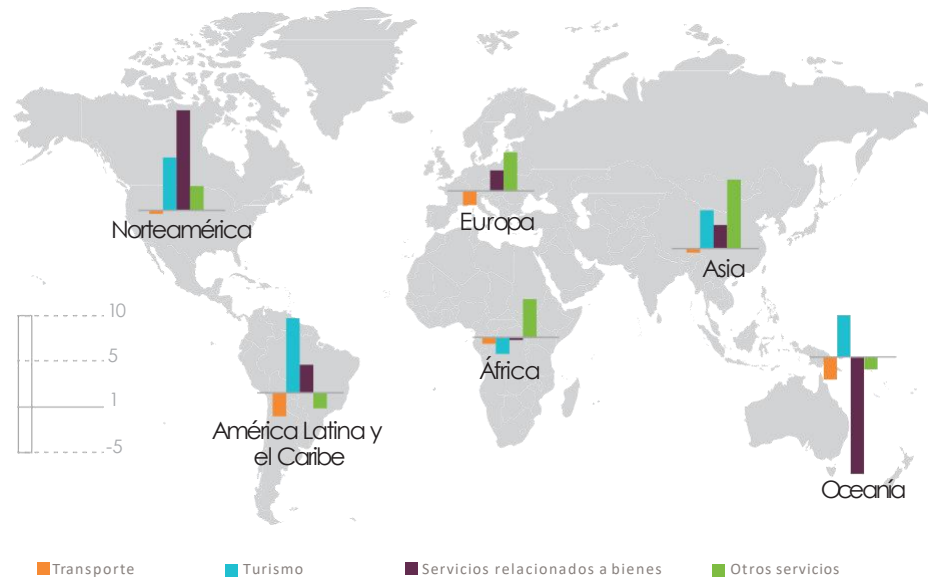 Norteamérica
Europa
Asia
10
5
1
-5
África
América Latina y
el Caribe
Oceanía
Transporte
Turismo
Servicios relacionados a bienes
Otros servicios